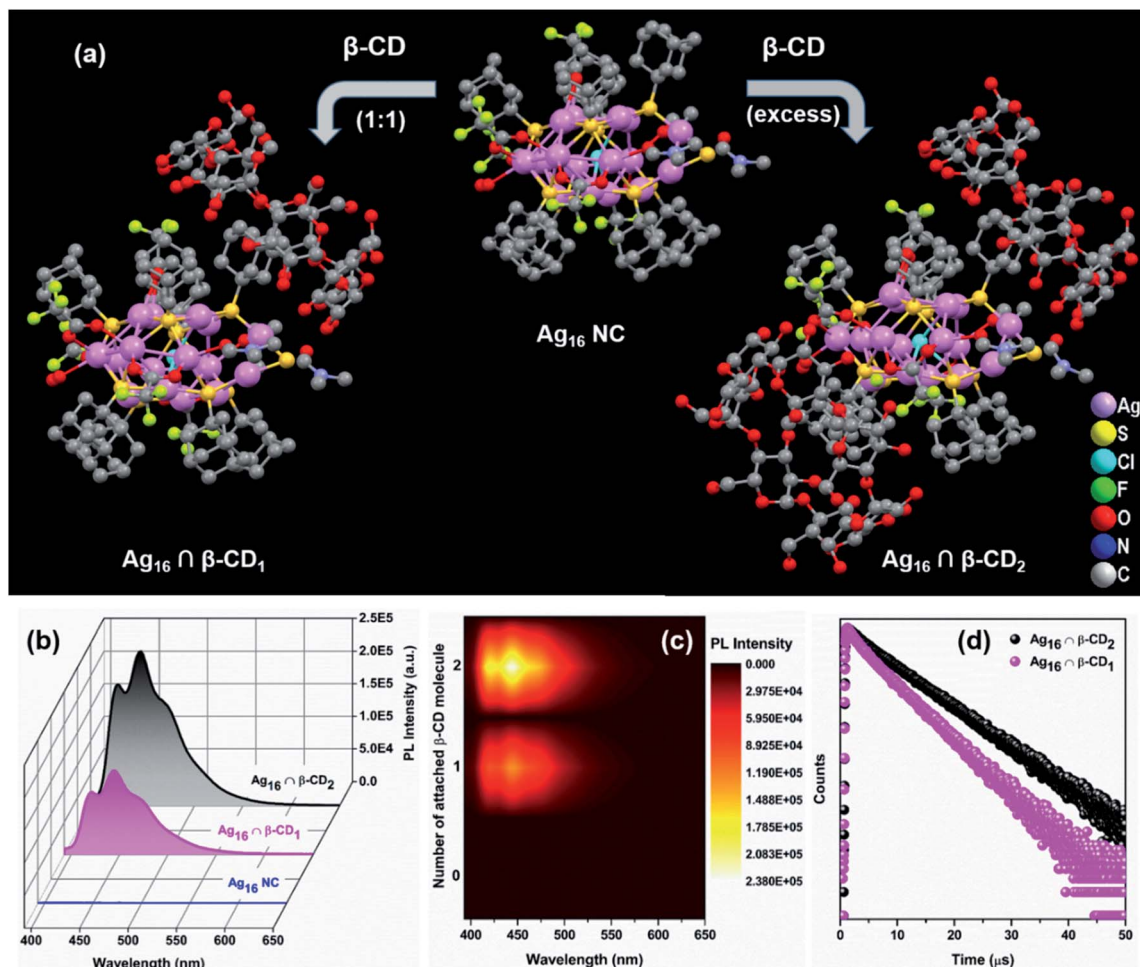 (a)
β-CD
(1:1)
β-CD
(excess)
Ag16 NC
Ag16 ∩ β-CD1
Ag16 ∩ β-CD2
Ag
S
Cl
F
O
N
C
(b)
2.5E5
2.0E5
1.5E5
1.0E5
5.0E4
0.0
PL Intensity (a.u.)
Ag16 ∩ β-CD2
Ag16 ∩ β-CD1
Ag16 NC
400 450 500 550 600 650
Wavelength (nm)
(c)
Number of attached β-CD molecule
2
1
0
400 450 500 550 600 650
Wavelength (nm)
PL Intensity
0.000
2.975E+04
5.950E+04
8.925E+04
1.190E+05
1.488E+05
1.785E+05
2.083E+05
2.380E+05
(d)
Ag16 ∩ β-CD2
Ag16 ∩ β-CD1
Counts
0 10 20 30 40 50
Time (μs)